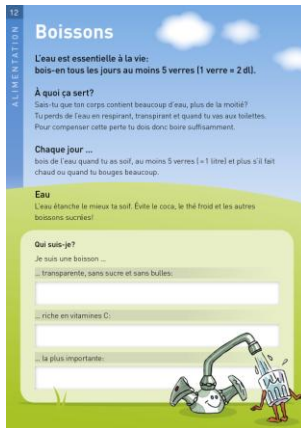 12
ALIMENTATION
Boissons
L'eau est essentielle à la vie:
bois-en tous les jours au moins 5 verres (1 verre = 2 dl).
À quoi ça sert?
Sais-tu que ton corps contient beaucoup d'eau, plus de la moitié?
Tu perds de l'eau en respirant, transpirant et quand tu vas aux toilettes.
Pour compenser cette perte tu dois donc boire suffisamment.
Chaque jour ...
bois de l'eau quand tu as soif, au moins 5 verres (=1 litre) et plus s'il fait
chaud ou quand tu bouges beaucoup.
Eau
L'eau étanche le mieux ta soif. Évite le coca, le thé froid et les autres
boissons sucrées!
Qui suis-je?
Je suis une boisson ...
... transparente, sans sucre et sans bulles:
... riche en vitamines C:
... la plus importante: